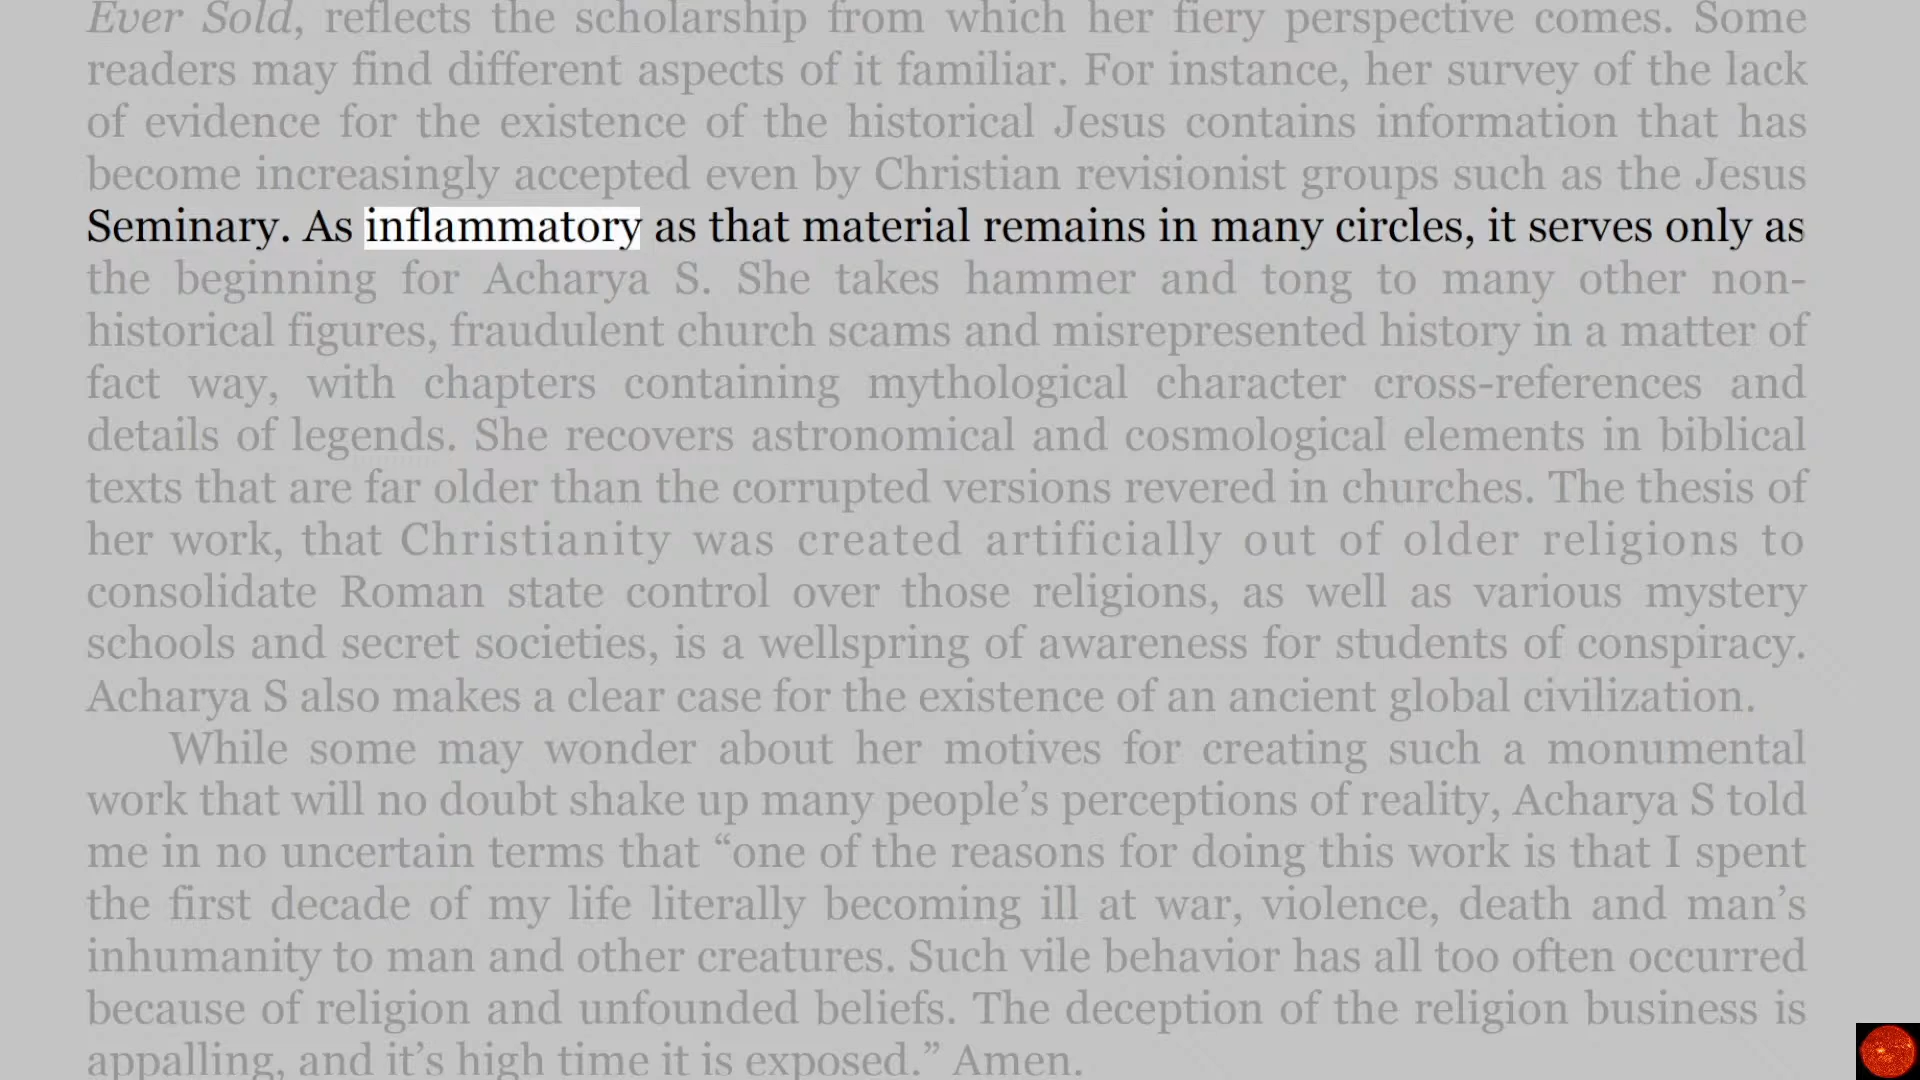 Ever Sold, reflects the scholarship from which her fiery perspective comes. Some
readers may find different aspects of it familiar. For instance, her survey of the lack
of evidence for the existence of the historical Jesus contains information that has
become increasingly accepted even by Christian revisionist groups such as the Jesus
Seminary. As inflammatory as that material remains in many circles, it serves only as
the beginning for Acharya S. She takes hammer and tong to many other non-
historical figures, fraudulent church scams and misrepresented history in a matter of
fact way, with chapters containing mythological character cross-references and
details of legends. She recovers astronomical and cosmological elements in biblical
texts that are far older than the corrupted versions revered in churches. The thesis of
her work, that Christianity was created artificially out of older religions to
consolidate Roman state control over those religions, as well as various mystery
schools and secret societies, is a wellspring of awareness for students of conspiracy.
Acharya S also makes a clear case for the existence of an ancient global civilization.
While some may wonder about her motives for creating such a monumental
work that will no doubt shake up many people’s perceptions of reality, Acharya S told
me in no uncertain terms that “one of the reasons for doing this work is that I spent
the first decade of my life literally becoming ill at war, violence, death and man’s
inhumanity to man and other creatures. Such vile behavior has all too often occurred
because of religion and unfounded beliefs. The deception of the religion business is
appalling, and it’s high time it is exposed.” Amen.